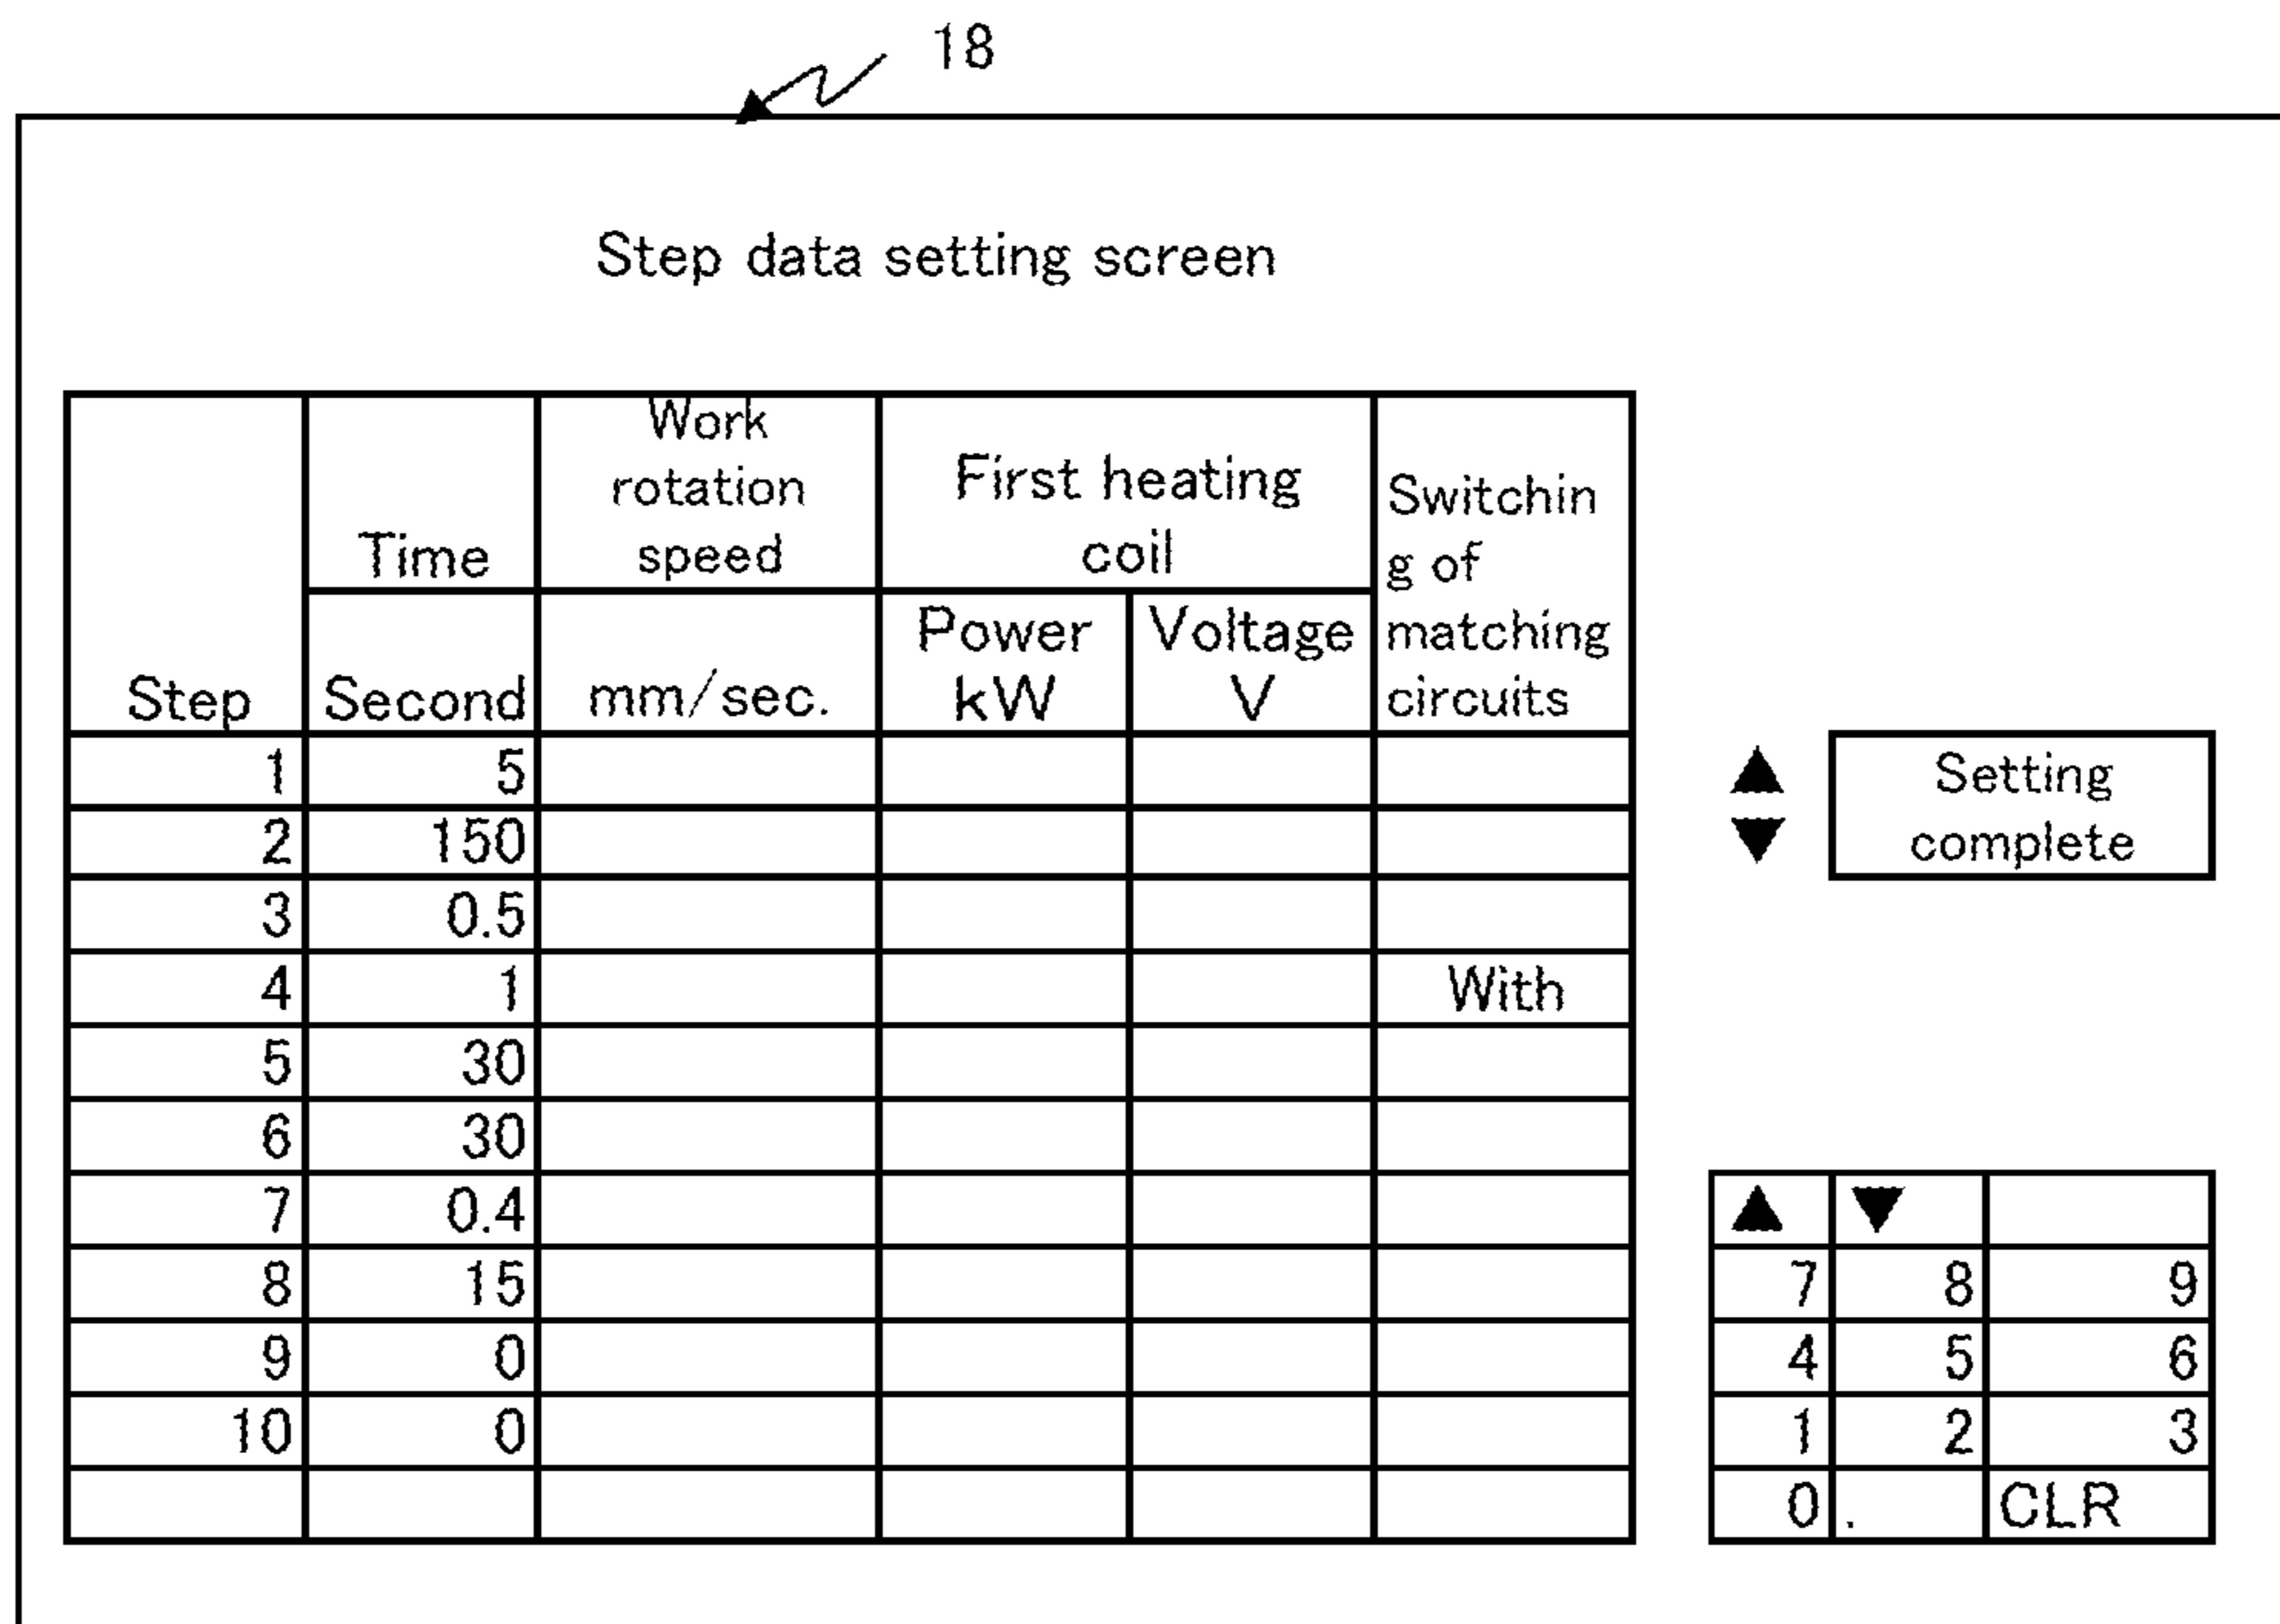 18
Step data setting screen
Work
rotation
speed
First heating
coil
Switchin
g of
matching
circuits
Time
Power
kW
Voltage
V
Step
Second
mm/sec.
1 5
2 150
3 0.5
4 1 With
5 30
6 30
7 0.4
8 15
9 0
10 0
▲
▼
Setting
complete
▲ ▼
7 8 9
4 5 6
1 2 3
0 . CLR